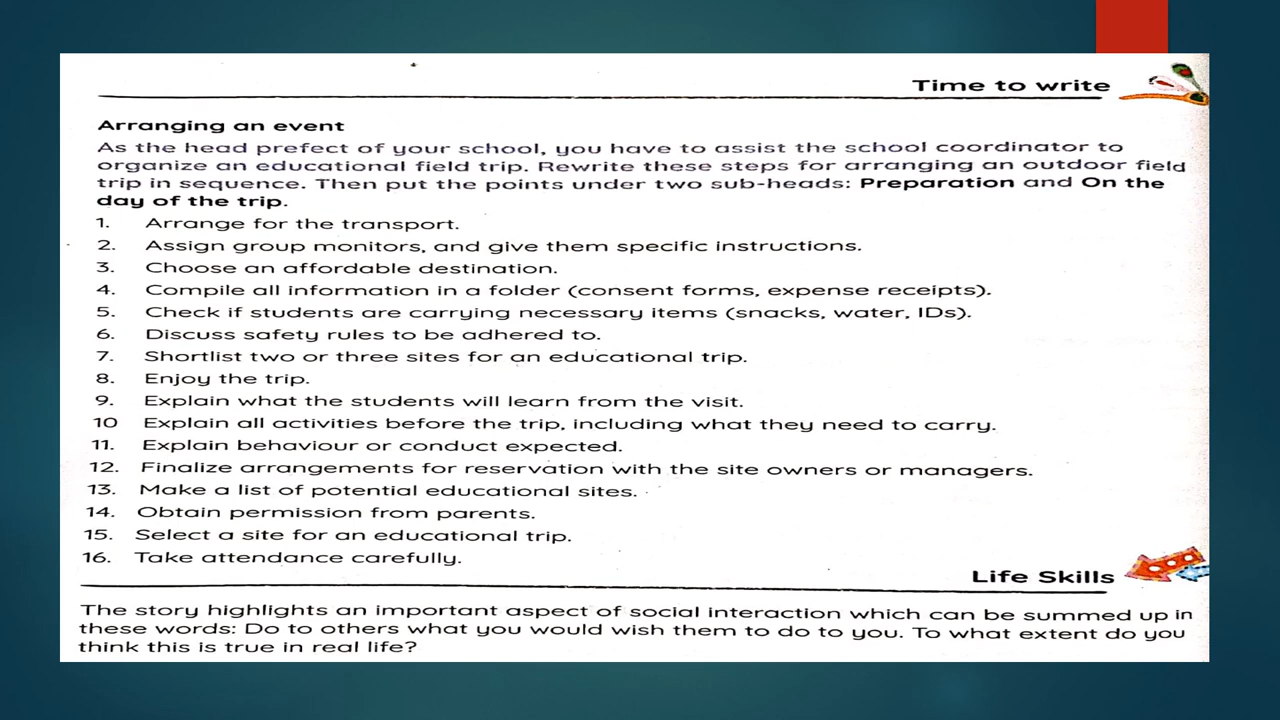 Time to write
Arranging an event
As the head prefect of your school, you have to assist the school coordinator to
organize an educational field trip. Rewrite these steps for arranging an outdoor field
trip in sequence. Then put the points under two sub-heads: Preparation and On the
day of the trip.
1. Arrange for the transport.
2. Assign group monitors, and give them specific instructions.
3. Choose an affordable destination.
4. Compile all information in a folder (consent forms, expense receipts).
5. Check if students are carrying necessary items (snacks, water, IDs).
6. Discuss safety rules to be adhered to.
7. Shortlist two or three sites for an educational trip.
8. Enjoy the trip.
9. Explain what the students will learn from the visit.
10 Explain all activities before the trip, including what they need to carry.
11. Explain behaviour or conduct expected.
12. Finalize arrangements for reservation with the site owners or managers.
13. Make a list of potential educational sites.
14. Obtain permission from parents.
15. Select a site for an educational trip.
16. Take attendance carefully.
Life Skills
The story highlights an important aspect of social interaction which can be summed up in
these words: Do to others what you would wish them to do to you. To what extent do you
think this is true in real life?